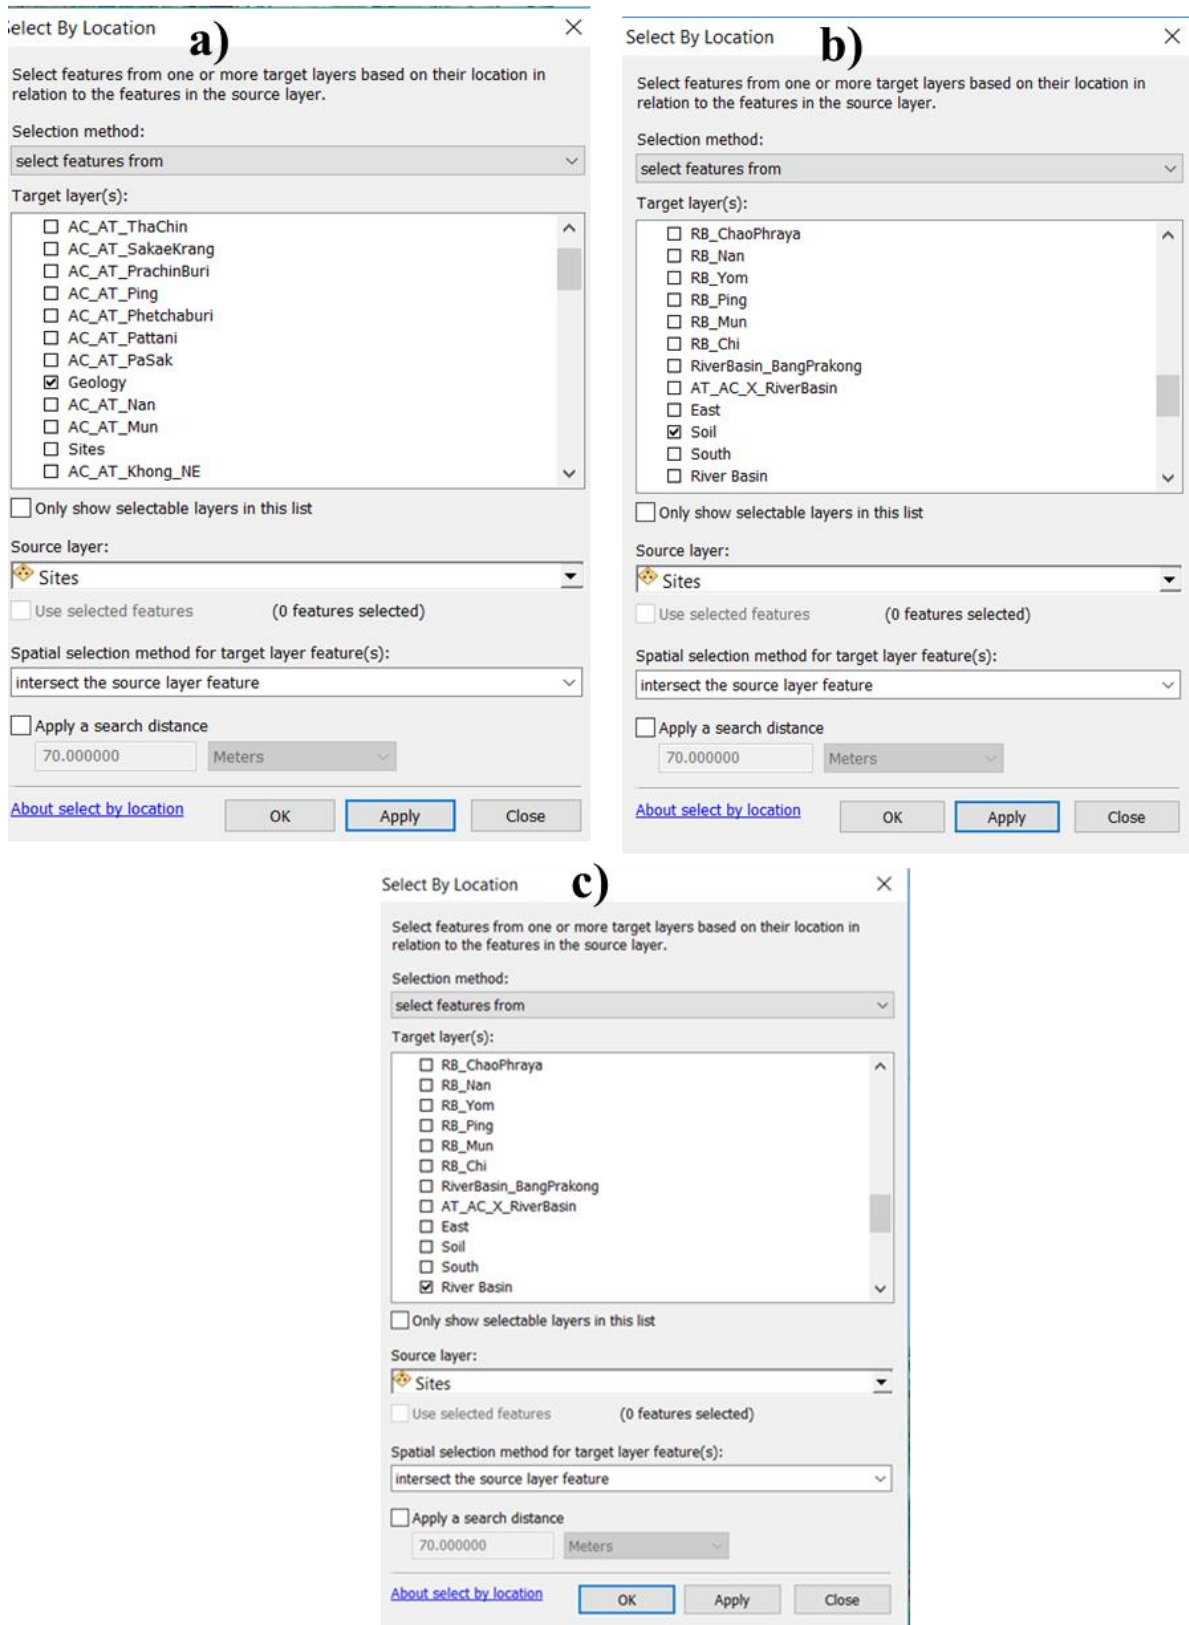 Select By Location
a)
Select features from one or more target layers based on their location in
relation to the features in the source layer.
Selection method:
select features from
Target layer(s):
AC_AT_ThaChin
AC_AT_SakaeKrang
AC_AT_PrachinBuri
AC_AT_Ping
AC_AT_Phetchaburi
AC_AT_Pattani
AC_AT_PaSak
Geology
AC_AT_Nan
AC_AT_Mun
Sites
AC_AT_Khong_NE
Only show selectable layers in this list
Source layer:
Sites
Use selected features (0 features selected)
Spatial selection method for target layer feature(s):
intersect the source layer feature
Apply a search distance
70.000000 Meters
About select by location OK Apply Close
Select By Location
b)
Select features from one or more target layers based on their location in
relation to the features in the source layer.
Selection method:
select features from
Target layer(s):
RB_ChaoPhraya
RB_Nan
RB_Yom
RB_Ping
RB_Mun
RB_Chi
RiverBasin_BangPrakong
AT_AC_X_RiverBasin
East
Soil
South
River Basin
Only show selectable layers in this list
Source layer:
Sites
Use selected features (0 features selected)
Spatial selection method for target layer feature(s):
intersect the source layer feature
Apply a search distance
70.000000 Meters
About select by location OK Apply Close
Select By Location
c)
Select features from one or more target layers based on their location in
relation to the features in the source layer.
Selection method:
select features from
Target layer(s):
RB_ChaoPhraya
RB_Nan
RB_Yom
RB_Ping
RB_Mun
RB_Chi
RiverBasin_BangPrakong
AT_AC_X_RiverBasin
East
Soil
South
River Basin
Only show selectable layers in this list
Source layer:
Sites
Use selected features (0 features selected)
Spatial selection method for target layer feature(s):
intersect the source layer feature
Apply a search distance
70.000000 Meters
About select by location OK Apply Close